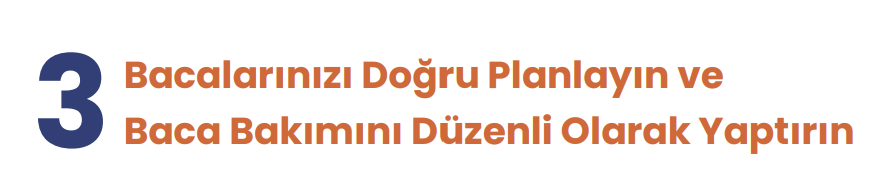 3
Bacalarınızı Doğru Planlayın ve
Baca Bakımını Düzenli Olarak Yaptırın